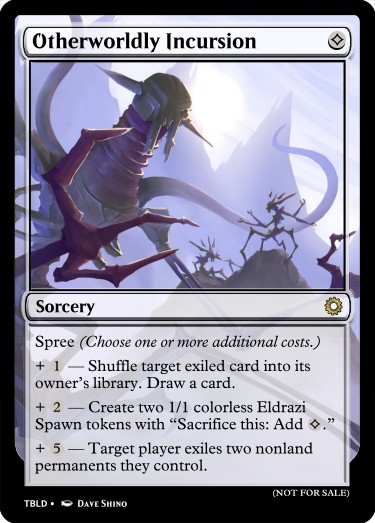 Otherworldly Incursion
Sorcery
Spree (Choose one or more additional costs.)
+ 1 — Shuffle target exiled card into its
owner's library. Draw a card.
+ 2 — Create two 1/1 colorless Eldrazi
Spawn tokens with “Sacrifice this: Add ◇.”
+ 5 — Target player exiles two nonland
permanents they control.
(NOT FOR SALE)
TBLD • Dave Shino